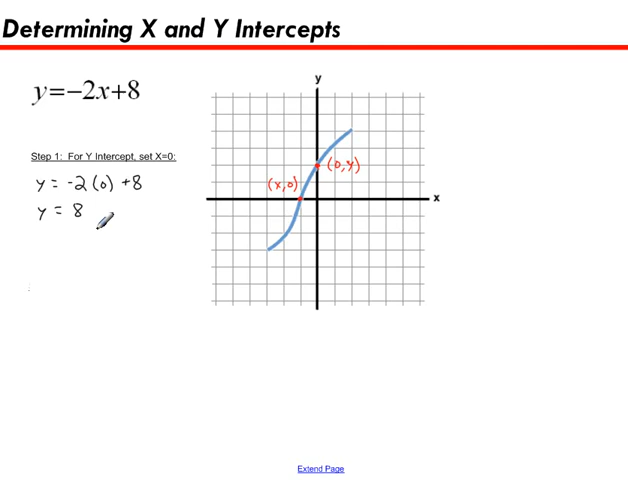 Determining X and Y Intercepts
y=−2x+8
Step 1: For Y Intercept, set X=0:
y = -2 (0) +8
y = 8
y
(0,y)
(x,0)
x
Extend Page